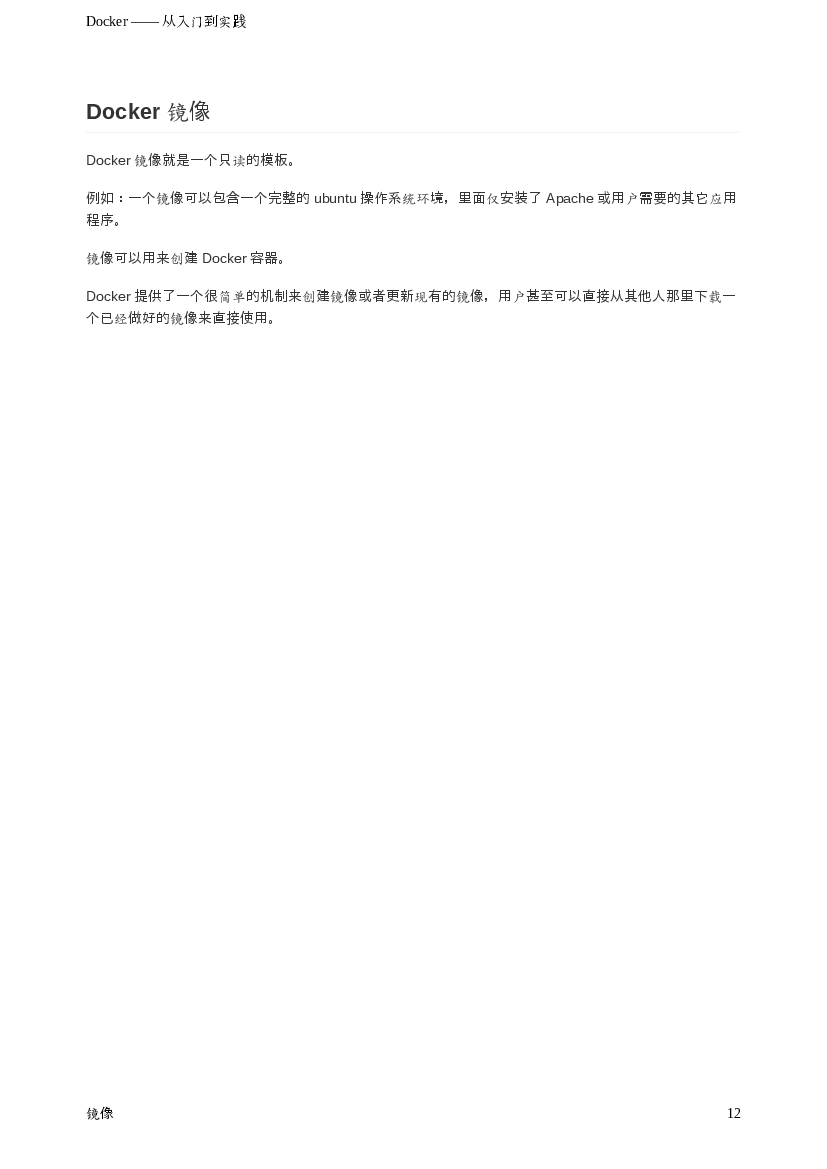 Docker —— 从入门到实践
Docker 镜像
Docker 镜像就是一个只读的模板。
例如：一个镜像可以包含一个完整的 ubuntu 操作系统环境，里面仅安装了 Apache 或用户需要的其它应用
程序。
镜像可以用来创建 Docker 容器。
Docker 提供了一个很简单的机制来创建镜像或者更新现有的镜像，用户甚至可以直接从其他人那里下载一
个已经做好的镜像来直接使用。
镜像
12